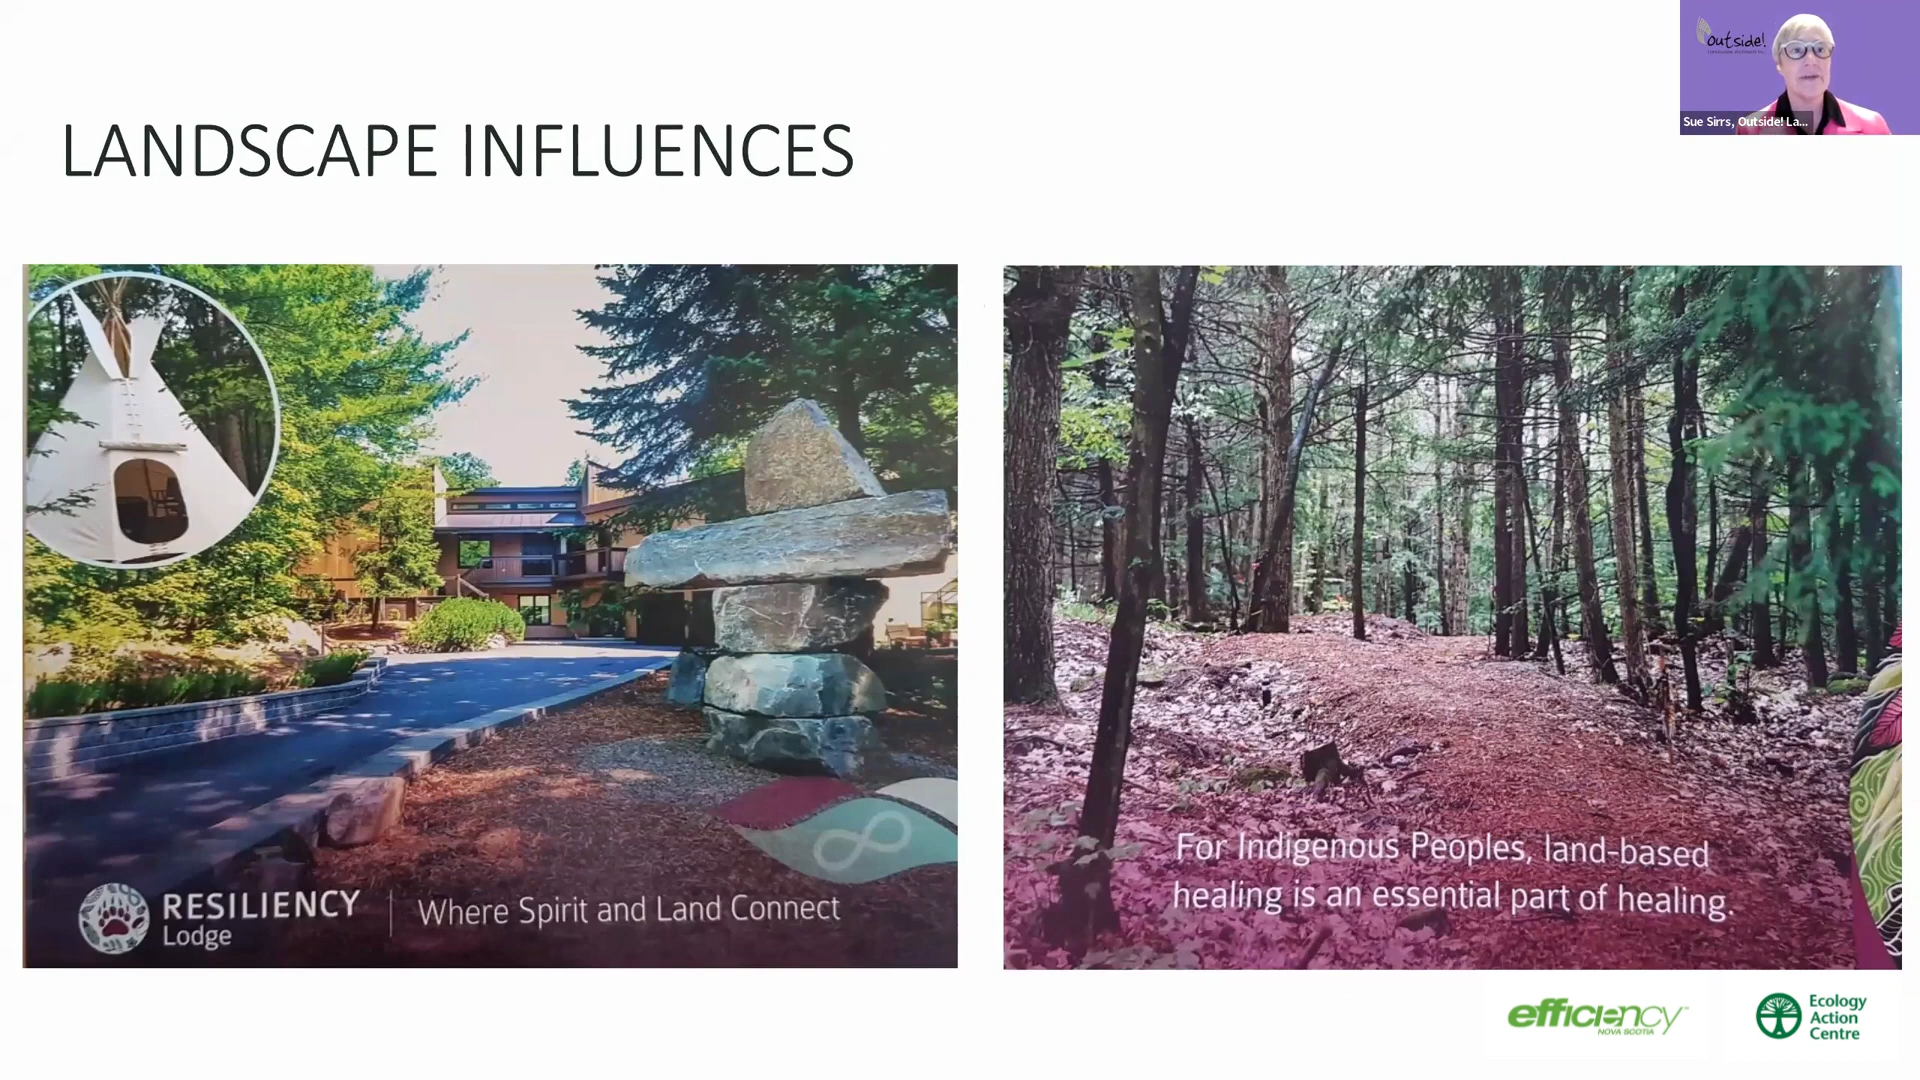 LANDSCAPE INFLUENCES
outside!
Sue Sirrs, Outside! La...
RESILIENCY
Lodge
Where Spirit and Land Connect
For Indigenous Peoples, land-based
healing is an essential part of healing.
efficiency™
NOVA SCOTIA
Ecology
Action
Centre